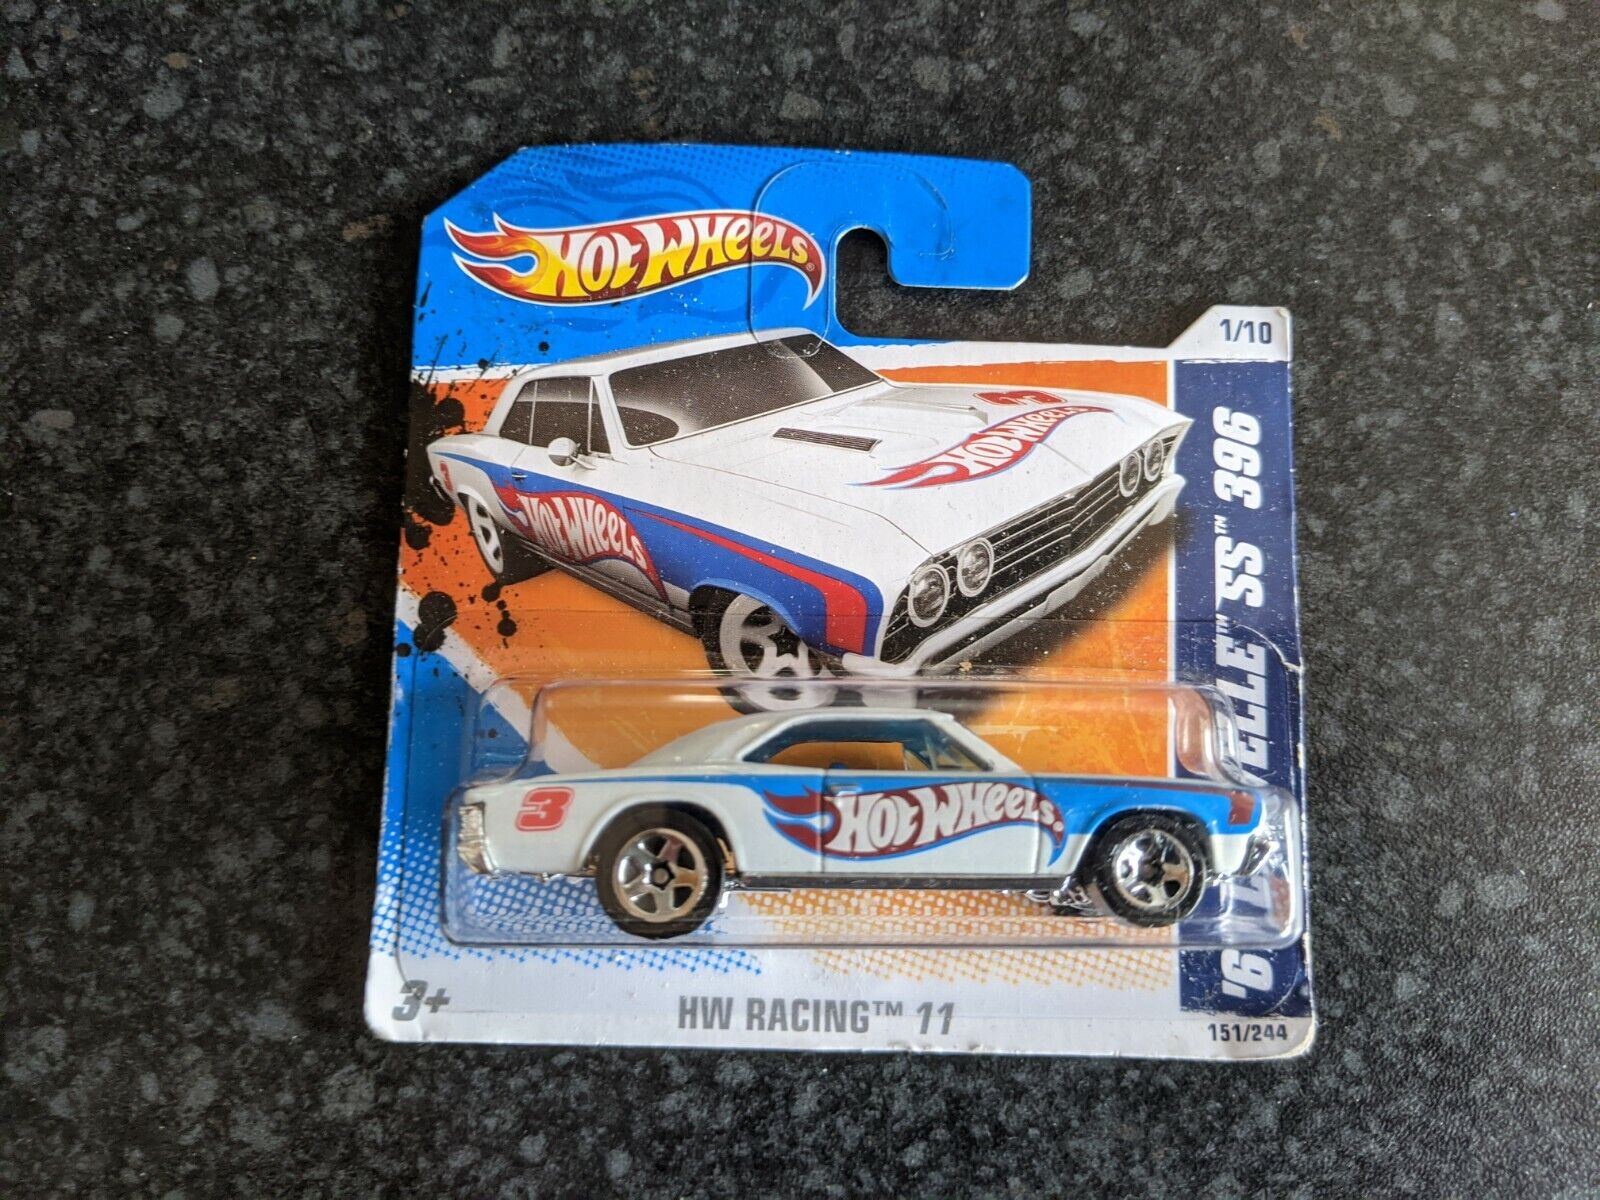 HOT WHEELS®
1/10
3
HOT WHEELS
HOT WHEELS
3
SS™ 396
3
HOT WHEELS
3+
HW RACING™ 11
151/244